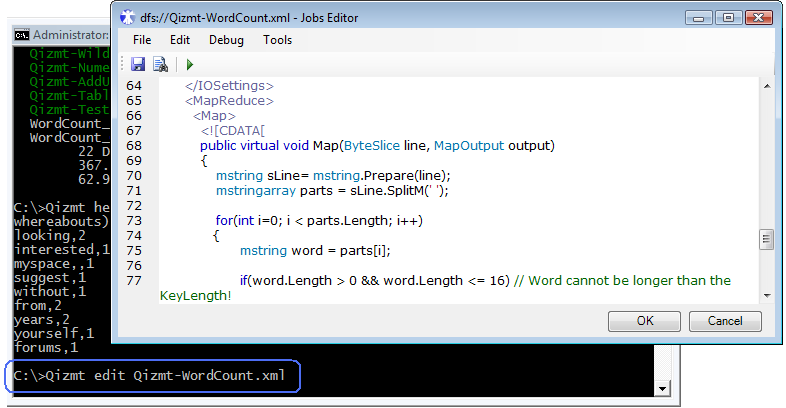 dfs://Qizmt-WordCount.xml - Jobs Editor
File Edit Debug Tools
64 </IOSettings>
65 <MapReduce>
66 <Map>
67 <![CDATA[
68 public virtual void Map(ByteSlice line, MapOutput output)
69 {
70 mstring sLine= mstring.Prepare(line);
71 mstringarray parts = sLine.SplitM(' ');
72
73 for(int i=0; i < parts.Length; i++)
74 {
75 mstring word = parts[i];
76
77 if(word.Length > 0 && word.Length <= 16) // Word cannot be longer than the
KeyLength!
OK Cancel
Administrator:
Qizmt-Wild
Qizmt-Nume
Qizmt-AddU
Qizmt-Tabl
Qizmt-Test
WordCount_
WordCount_
22 D
367.
62.9
C:\>Qizmt he
whereabouts)
looking,2
interested,1
myspace,,1
suggest,1
without,1
from,2
years,2
yourself,1
forums,1
C:\>Qizmt edit Qizmt-WordCount.xml